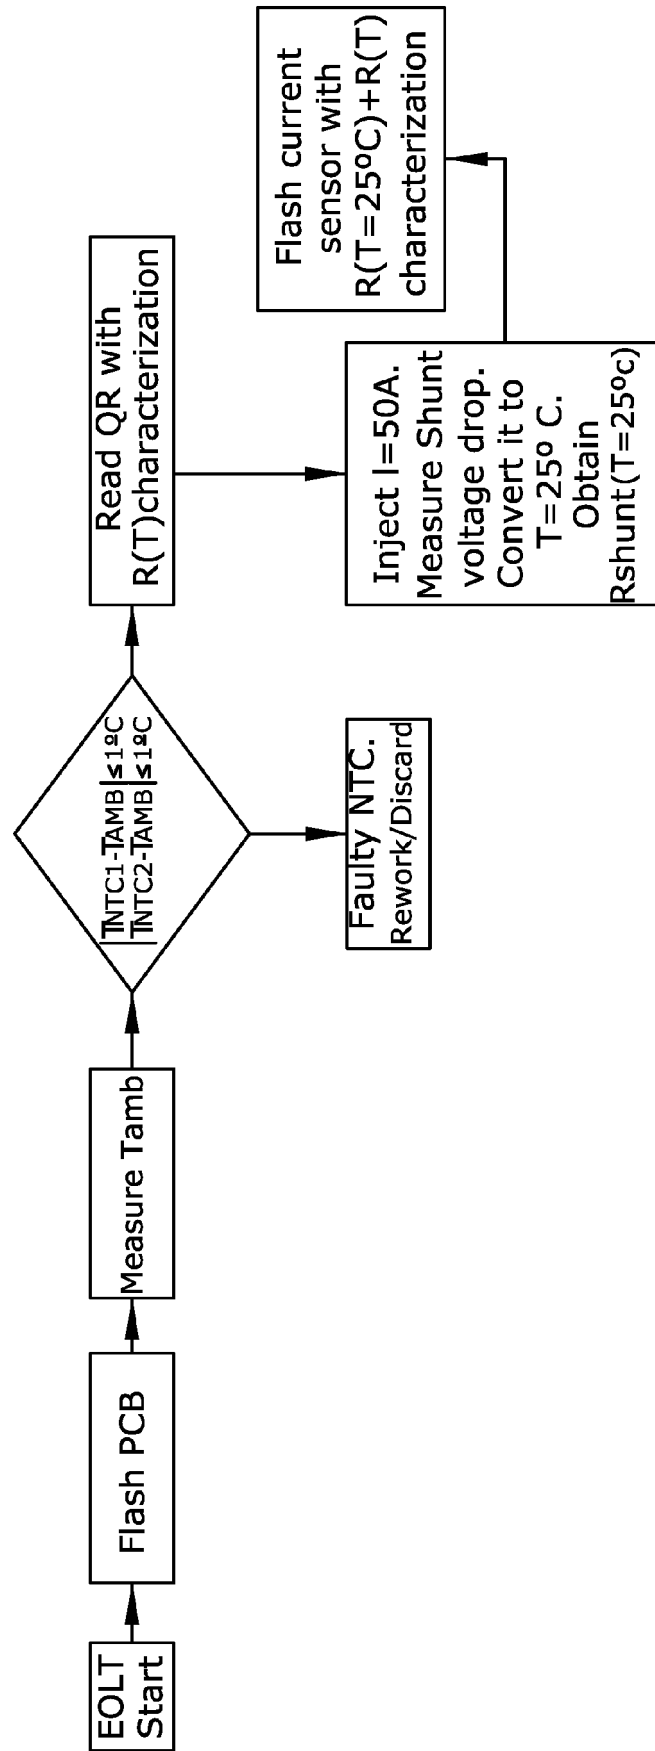 EOLT
Start
Flash PCB
Measure Tamb
|TNTC1-TAMB|≤1ºC
|TNTC2-TAMB|≤1ºC
Faulty NTC.
Rework/Discard
Read QR with
R(T)characterization
Inject I=50A.
Measure Shunt
voltage drop.
Convert it to
T=25º C.
Obtain
Rshunt(T=25ºc)
Flash current
sensor with
R(T=25ºC)+R(T)
characterization